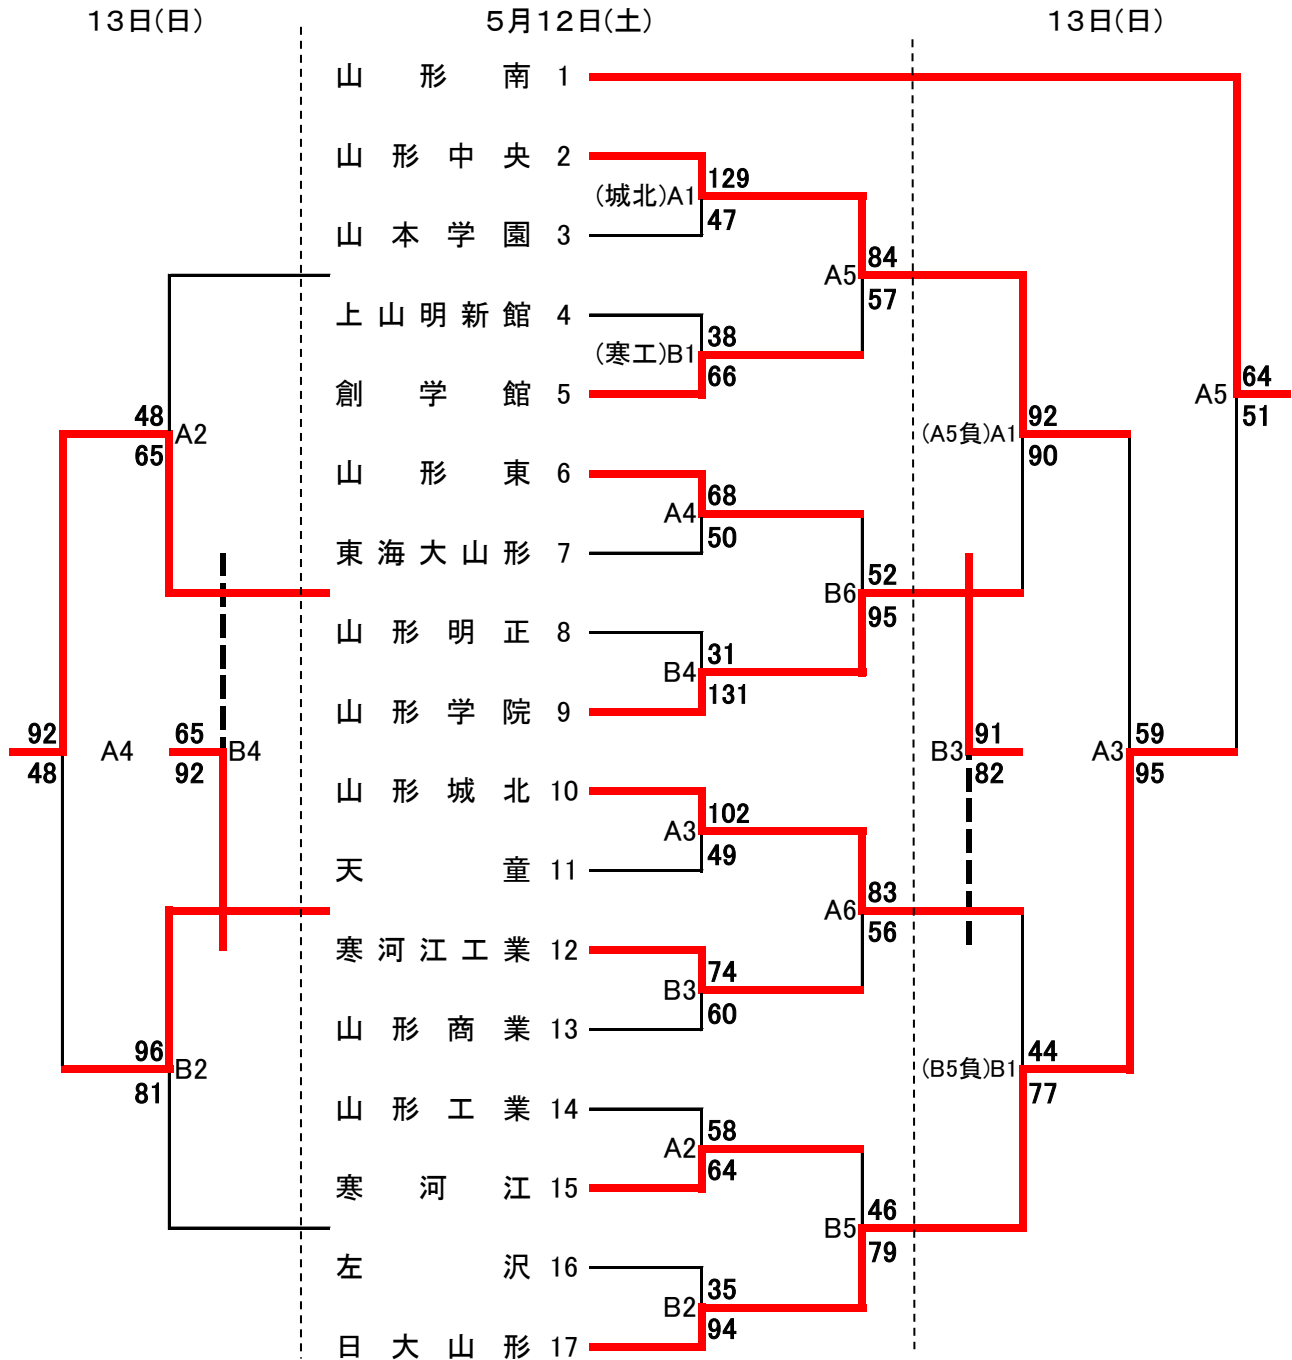 13日(日) 5月12日(土) 13日(日)
山形南 1
山形中央 2
129
(城北)A1
47
山本学園 3
84
A5
57
上山明新館 4
38
(寒工)B1
66
創学館 5
64
A5
51
48
A2
65
92
(A5負)A1
90
山形東 6
68
A4
50
東海大山形 7
52
B6
95
山形明正 8
31
B4
131
山形学院 9
92
A4
48
65
B4
92
91
B3
82
59
A3
95
山形城北 10
102
A3
49
天童 11
83
A6
56
寒河江工業 12
74
B3
60
山形商業 13
96
B2
81
44
(B5負)B1
77
山形工業 14
58
A2
64
寒河江 15
46
B5
79
左沢 16
35
B2
94
日大山形 17